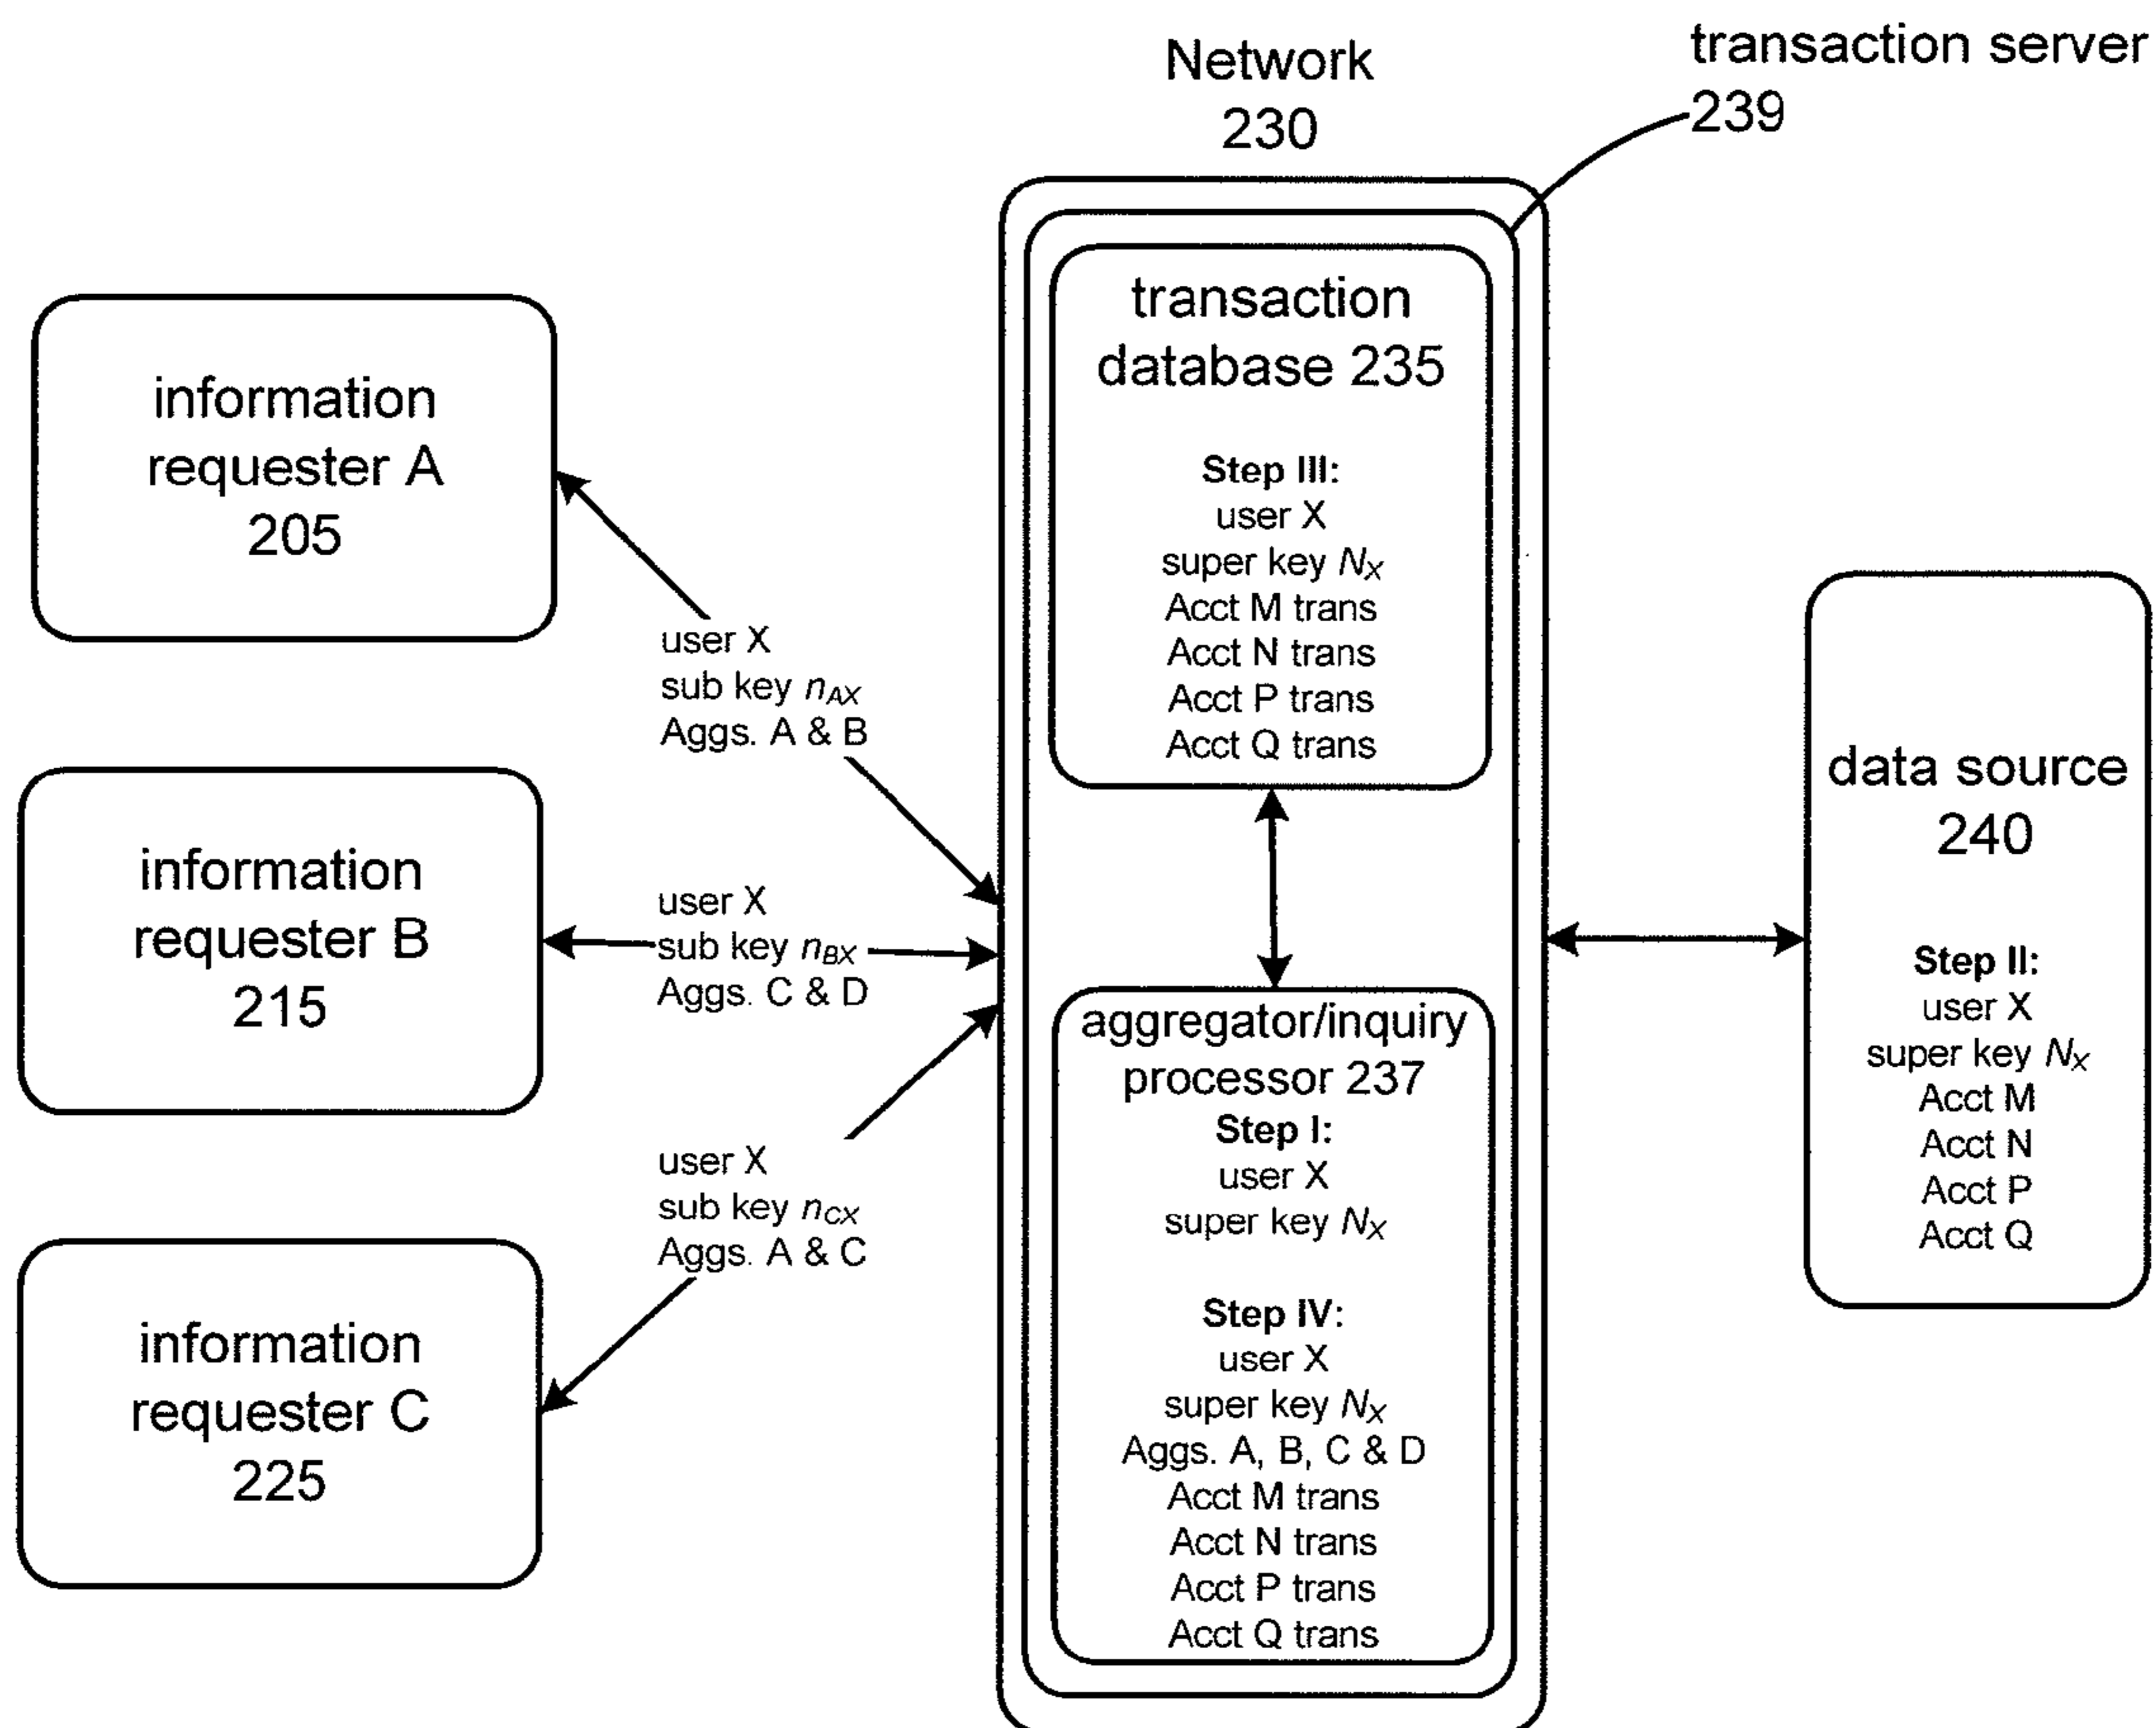 Network
230
transaction server
239
information
requester A
205
user X
sub key nAX
Aggs. A & B
information
requester B
215
user X
sub key nBX
Aggs. C & D
information
requester C
225
user X
sub key nCX
Aggs. A & C
transaction
database 235
Step III:
user X
super key NX
Acct M trans
Acct N trans
Acct P trans
Acct Q trans
aggregator/inquiry
processor 237
Step I:
user X
super key NX
Step IV:
user X
super key NX
Aggs. A, B, C & D
Acct M trans
Acct N trans
Acct P trans
Acct Q trans
data source
240
Step II:
user X
super key NX
Acct M
Acct N
Acct P
Acct Q